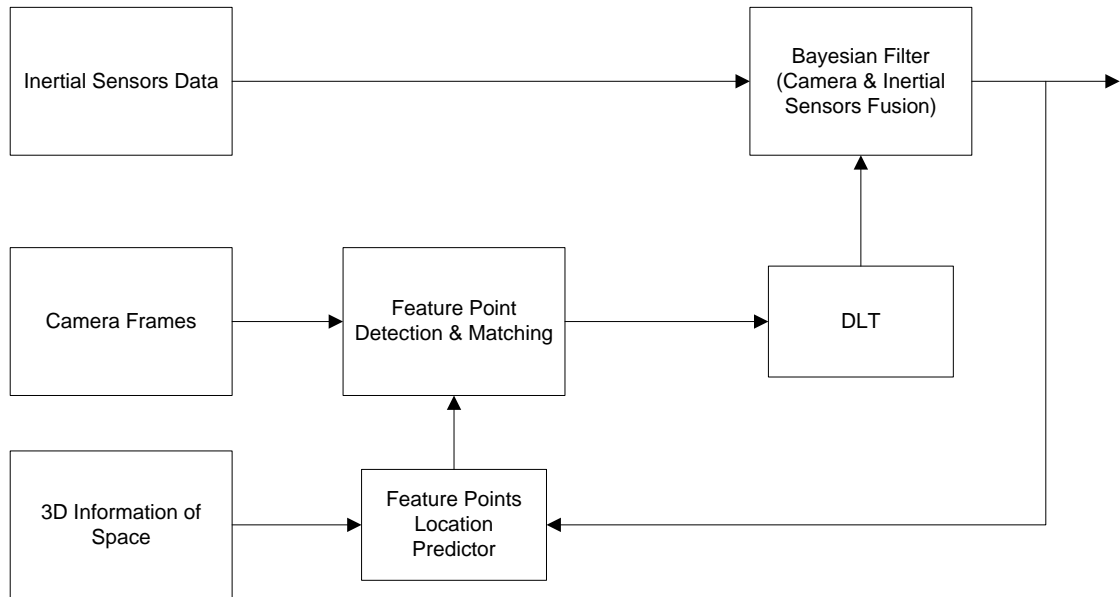 Inertial Sensors Data
Bayesian Filter
(Camera & Inertial
Sensors Fusion)
Camera Frames
Feature Point
Detection & Matching
DLT
3D Information of
Space
Feature Points
Location
Predictor